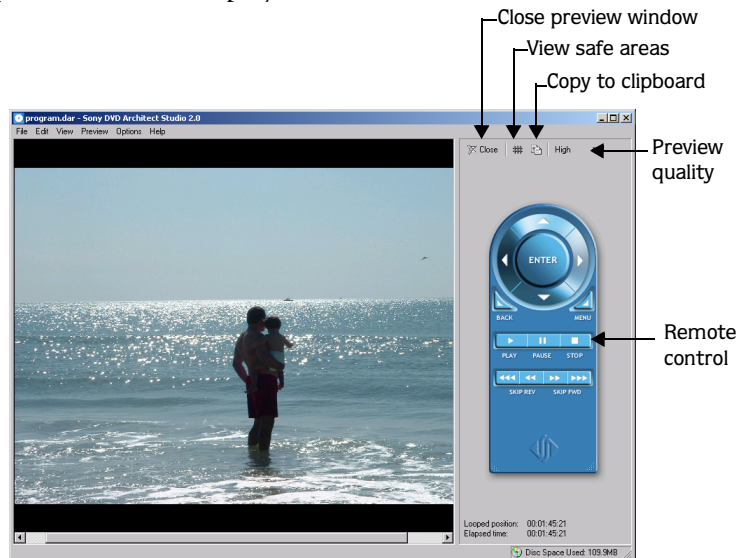 Close preview window
View safe areas
Copy to clipboard
program.dar - Sony DVD Architect Studio 2.0
File Edit View Preview Options Help
Close High
Preview
quality
ENTER
BACK MENU
PLAY PAUSE STOP
Remote
control
SKIP REV SKIP FWD
Looped position: 00:01:45:21
Elapsed time: 00:01:45:21
Disc Space Used: 109.9MB